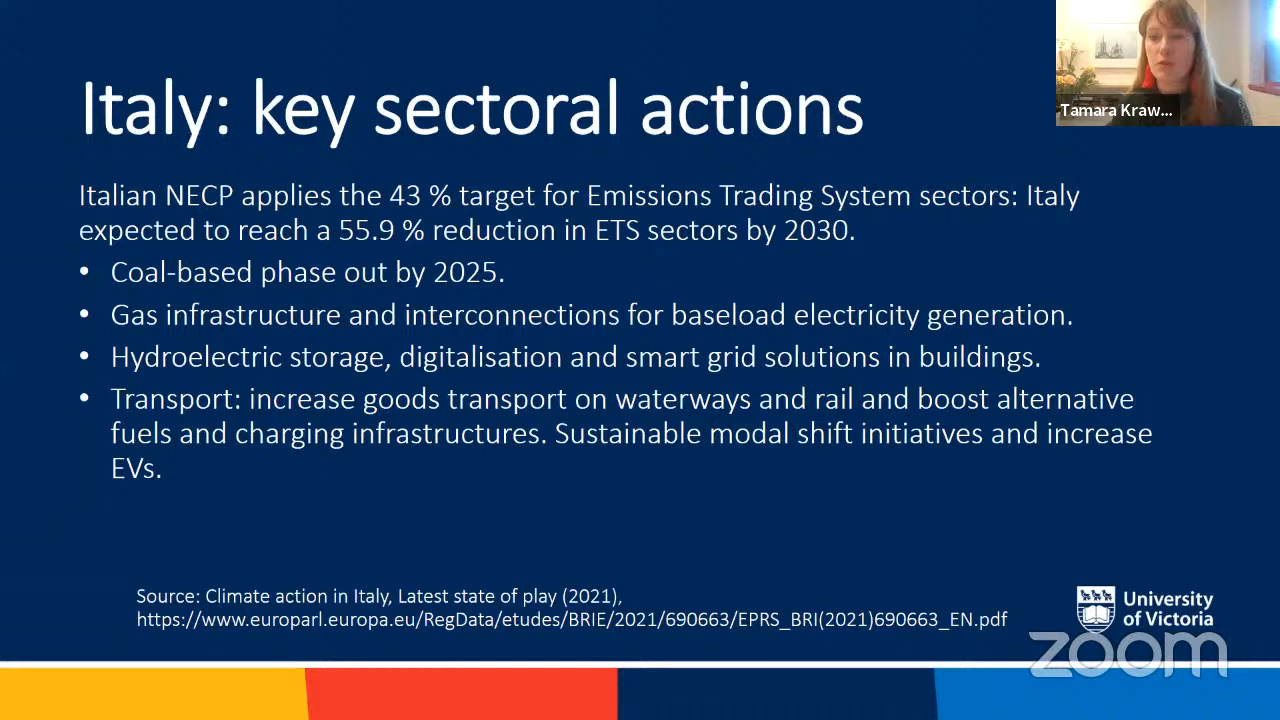 Italy: key sectoral actions
Tamara Kraw...
Italian NECP applies the 43 % target for Emissions Trading System sectors: Italy
expected to reach a 55.9 % reduction in ETS sectors by 2030.
• Coal-based phase out by 2025.
• Gas infrastructure and interconnections for baseload electricity generation.
• Hydroelectric storage, digitalisation and smart grid solutions in buildings.
• Transport: increase goods transport on waterways and rail and boost alternative
fuels and charging infrastructures. Sustainable modal shift initiatives and increase
EVs.
Source: Climate action in Italy, Latest state of play (2021),
https://www.europarl.europa.eu/RegData/etudes/BRIE/2021/690663/EPRS_BRI(2021)690663_EN.pdf
University
of Victoria
zoom